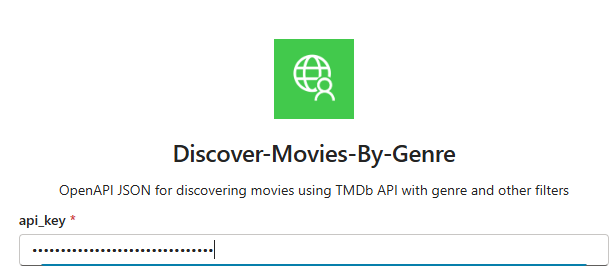 Discover-Movies-By-Genre
OpenAPI JSON for discovering movies using TMDb API with genre and other filters
api_key *
••••••••••••••••••••••••••••••••